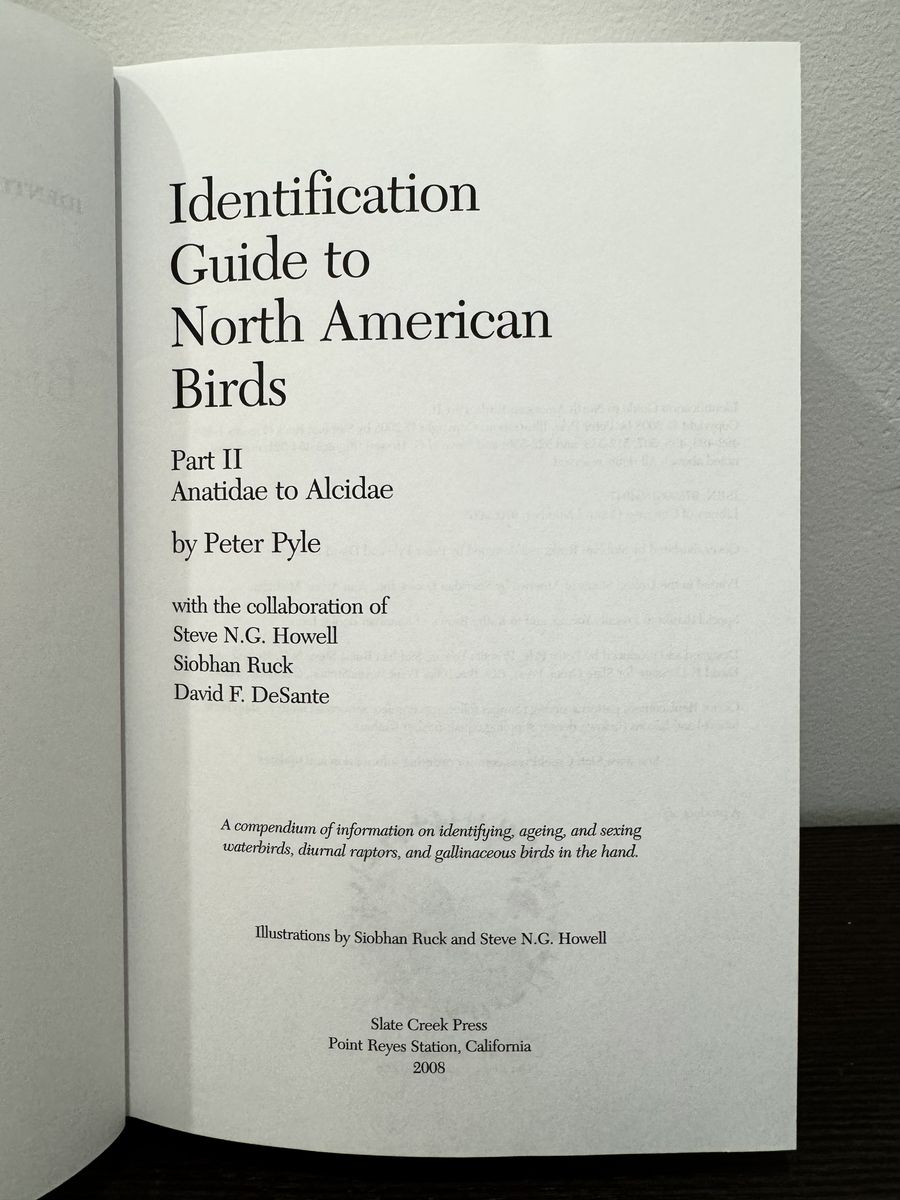 Identification
Guide to
North American
Birds
Part II
Anatidae to Alcidae
by Peter Pyle
with the collaboration of
Steve N.G. Howell
Siobhan Ruck
David F. DeSante
A compendium of information on identifying, ageing, and sexing
waterbirds, diurnal raptors, and gallinaceous birds in the hand.
Illustrations by Siobhan Ruck and Steve N.G. Howell
Slate Creek Press
Point Reyes Station, California
2008